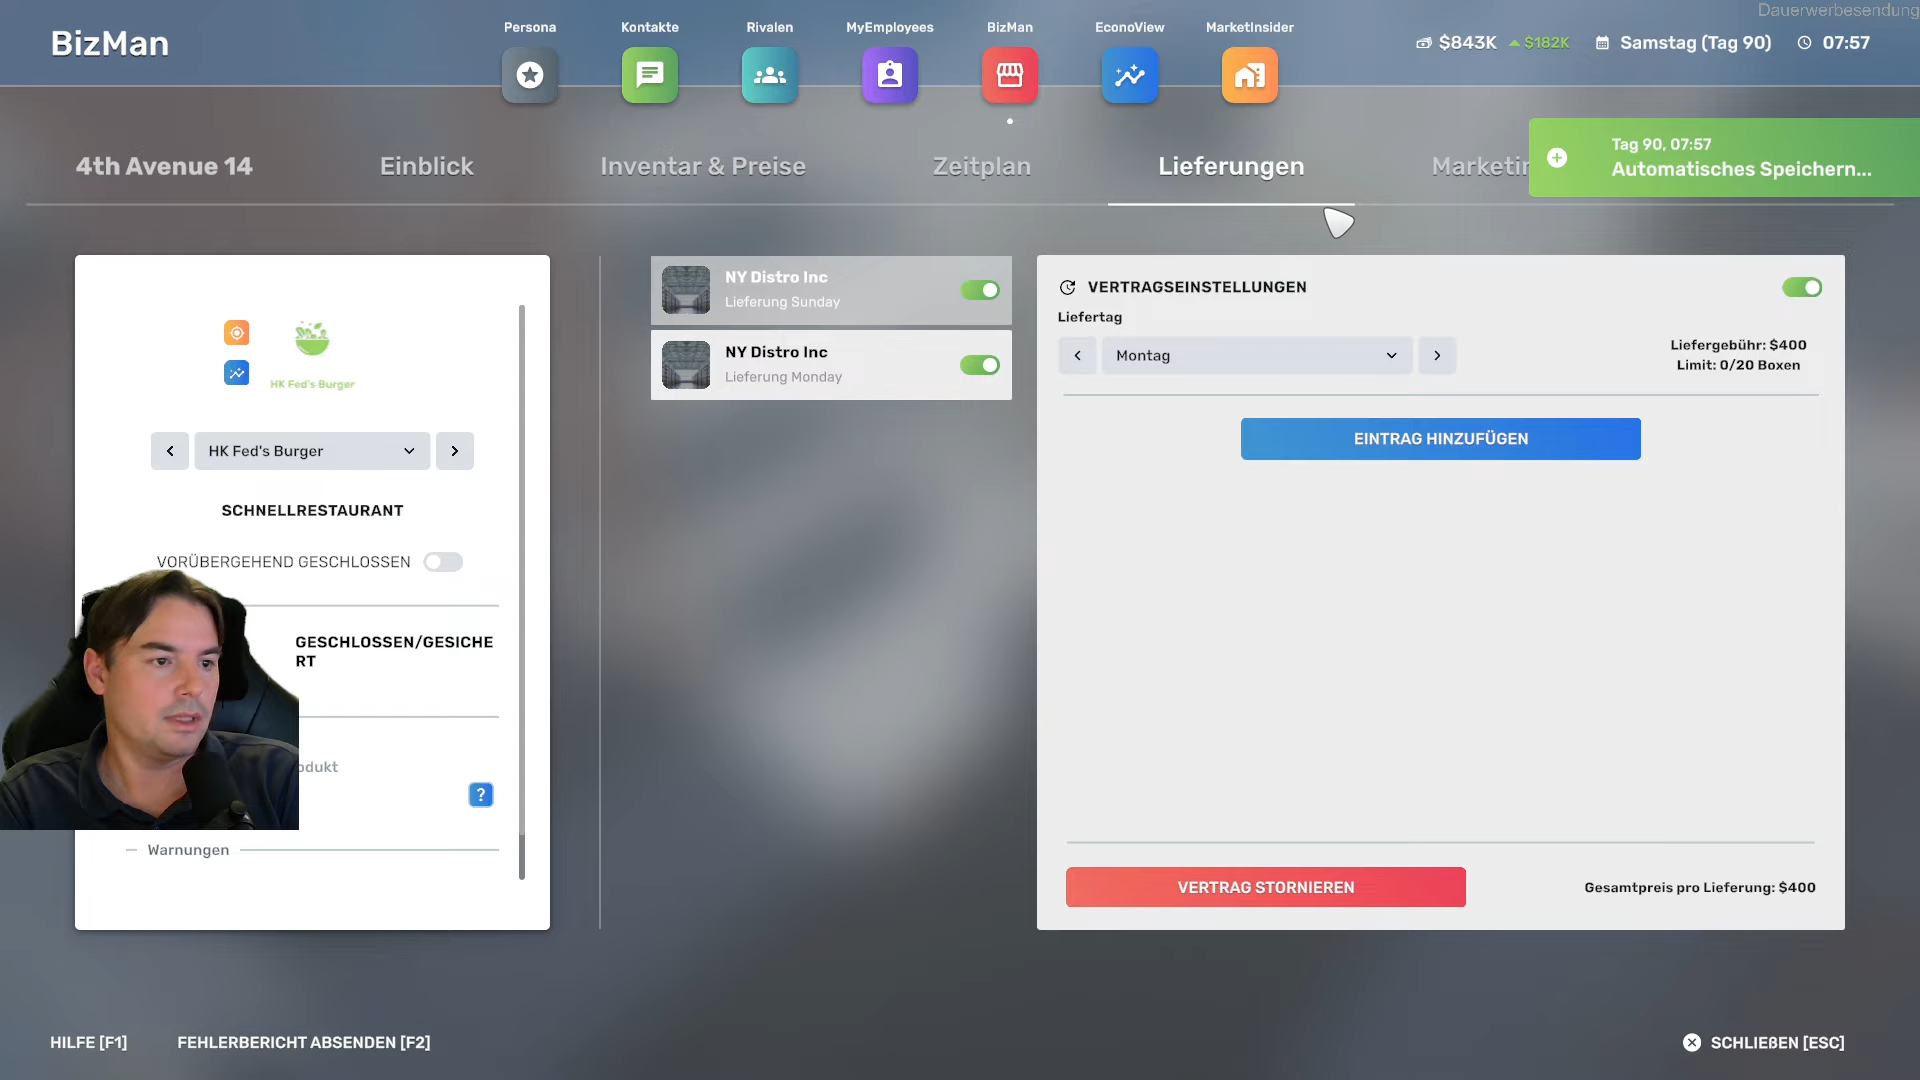 Dauerwerbesendung
BizMan
Persona
Kontakte
Rivalen
MyEmployees
BizMan
EconoView
MarketInsider
$843K
$182K
Samstag (Tag 90)
07:57
4th Avenue 14
Einblick
Inventar & Preise
Zeitplan
Lieferungen
Marketin
Tag 90, 07:57
Automatisches Speichern...
HK Fed's Burger
HK Fed's Burger
SCHNELLRESTAURANT
VORÜBERGEHEND GESCHLOSSEN
GESCHLOSSEN/GESICHE
RT
odukt
?
Warnungen
NY Distro Inc
Lieferung Sunday
NY Distro Inc
Lieferung Monday
VERTRAGSEINSTELLUNGEN
Liefertag
Montag
Liefergebühr: $400
Limit: 0/20 Boxen
EINTRAG HINZUFÜGEN
VERTRAG STORNIEREN
Gesamtpreis pro Lieferung: $400
HILFE [F1]
FEHLERBERICHT ABSENDEN [F2]
SCHLIEßEN [ESC]